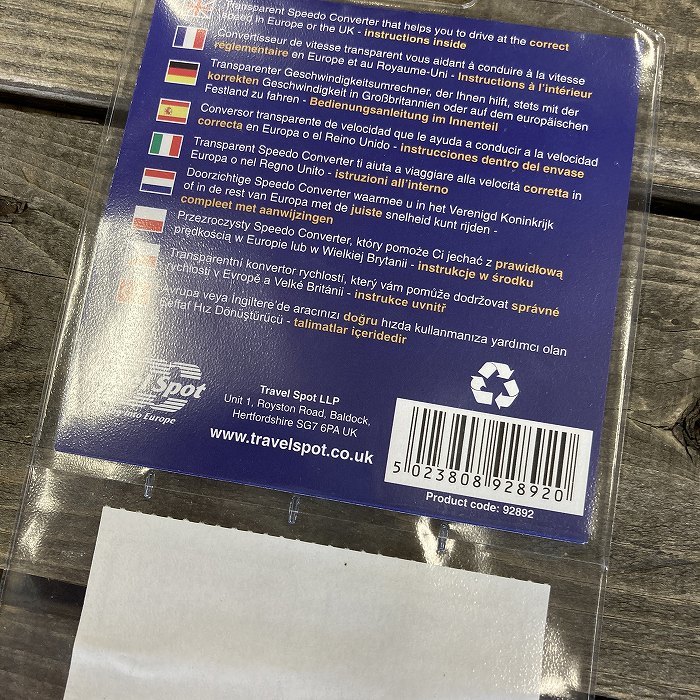 Transparent Speedo Converter that helps you to drive at the correct
speed in Europe or the UK - instructions inside
Convertisseur de vitesse transparent vous aidant à conduire à la vitesse
réglementaire en Europe et au Royaume-Uni - Instructions à l'intérieur
Transparenter Geschwindigkeitsumrechner, der Ihnen hilft, stets mit der
korrekten Geschwindigkeit in Großbritannien oder auf dem europäischen
Festland zu fahren - Bedienungsanleitung im Innenteil
Conversor transparente de velocidad que le ayuda a conducir a la velocidad
correcta en Europa o el Reino Unido - instrucciones dentro del envase
Transparent Speedo Converter ti aiuta a viaggiare alla velocità corretta in
Europa o nel Regno Unito - istruzioni all'interno
Doorzichtige Speedo Converter waarmee u in het Verenigd Koninkrijk
of in de rest van Europa met de juiste snelheid kunt rijden -
compleet met aanwijzingen
Przezroczysty Speedo Converter, który pomoże Ci jechać z prawidłową
prędkością w Europie lub w Wielkiej Brytanii - instrukcje w środku
Transparentní konvertor rychlosti, který vám pomůže dodržovat správné
rychlosti v Evropě a Velké Británii - instrukce uvnitř
Avrupa veya İngiltere'de aracınızı doğru hızda kullanmanıza yardımcı olan
Şeffaf Hız Dönüştürücü - talimatlar içeridedir
Spot
into Europe
Travel Spot LLP
Unit 1, Royston Road, Baldock,
Hertfordshire SG7 6PA UK
www.travelspot.co.uk
5 023808 928920
Product code: 92892